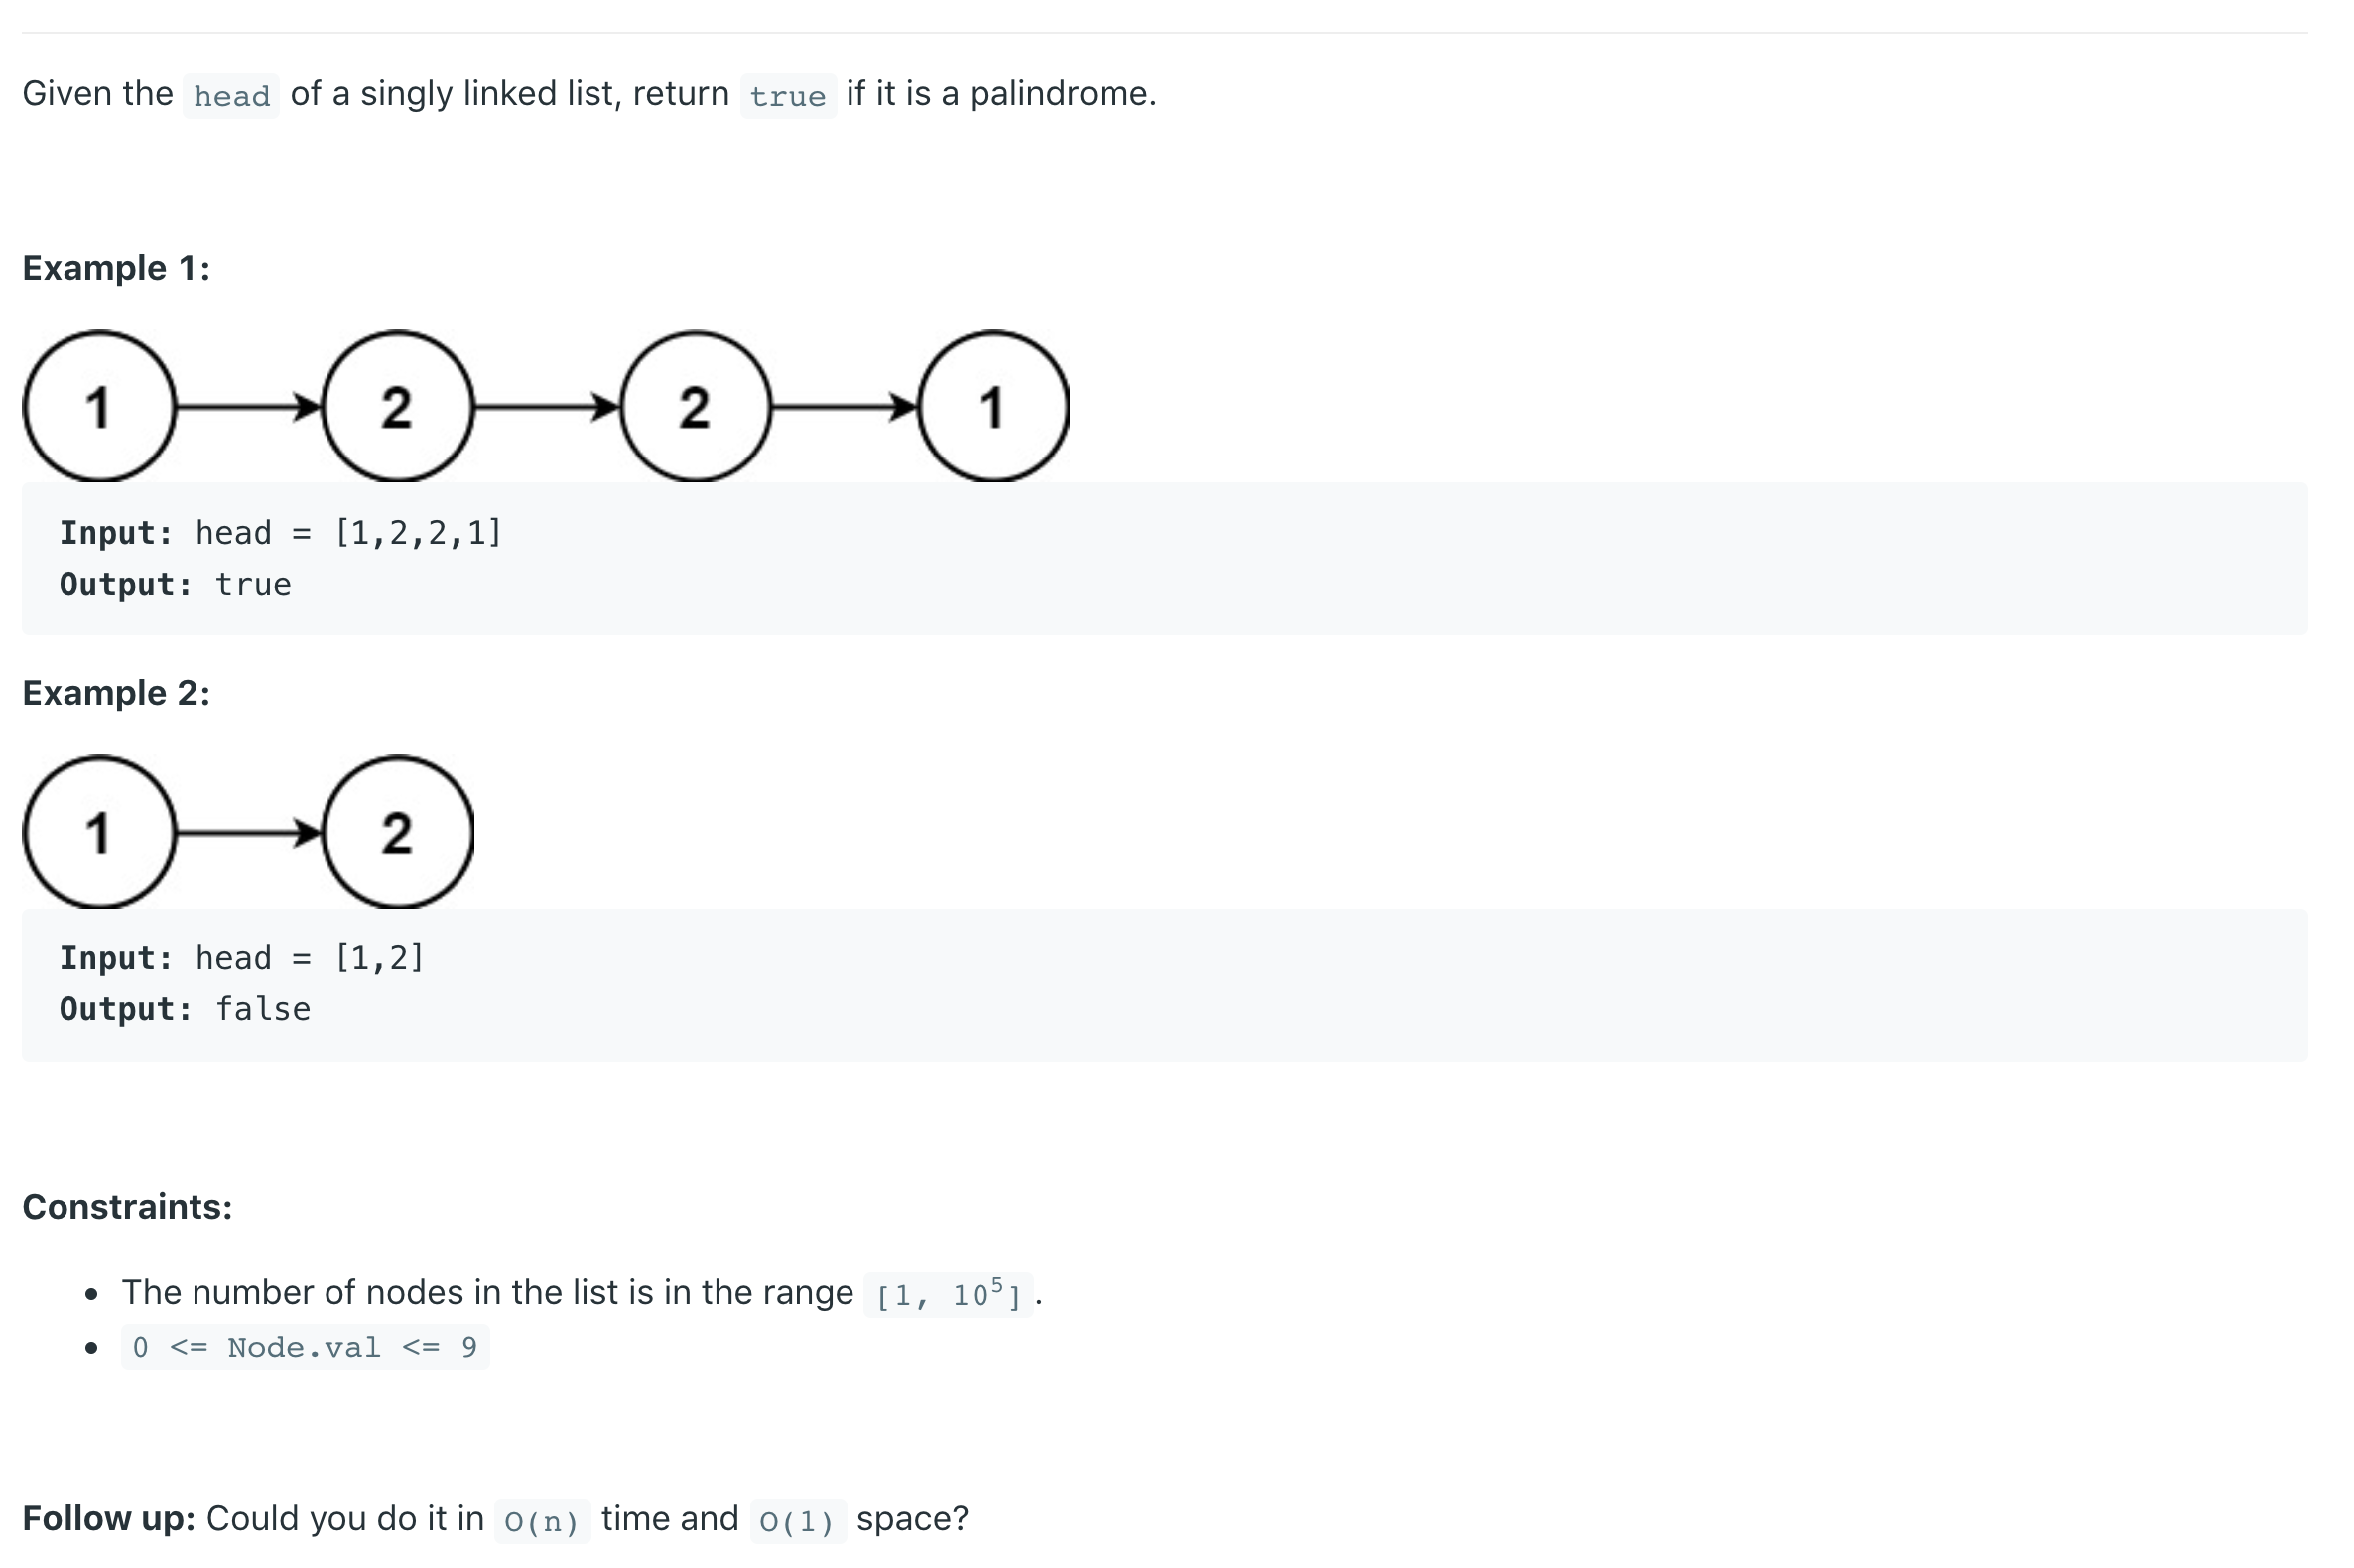 Given the head of a singly linked list, return true if it is a palindrome.
Example 1:
1 2 2 1
Input: head = [1,2,2,1]
Output: true
Example 2:
1 2
Input: head = [1,2]
Output: false
Constraints:
• The number of nodes in the list is in the range [1, 10⁵].
• 0 <= Node.val <= 9
Follow up: Could you do it in O(n) time and O(1) space?